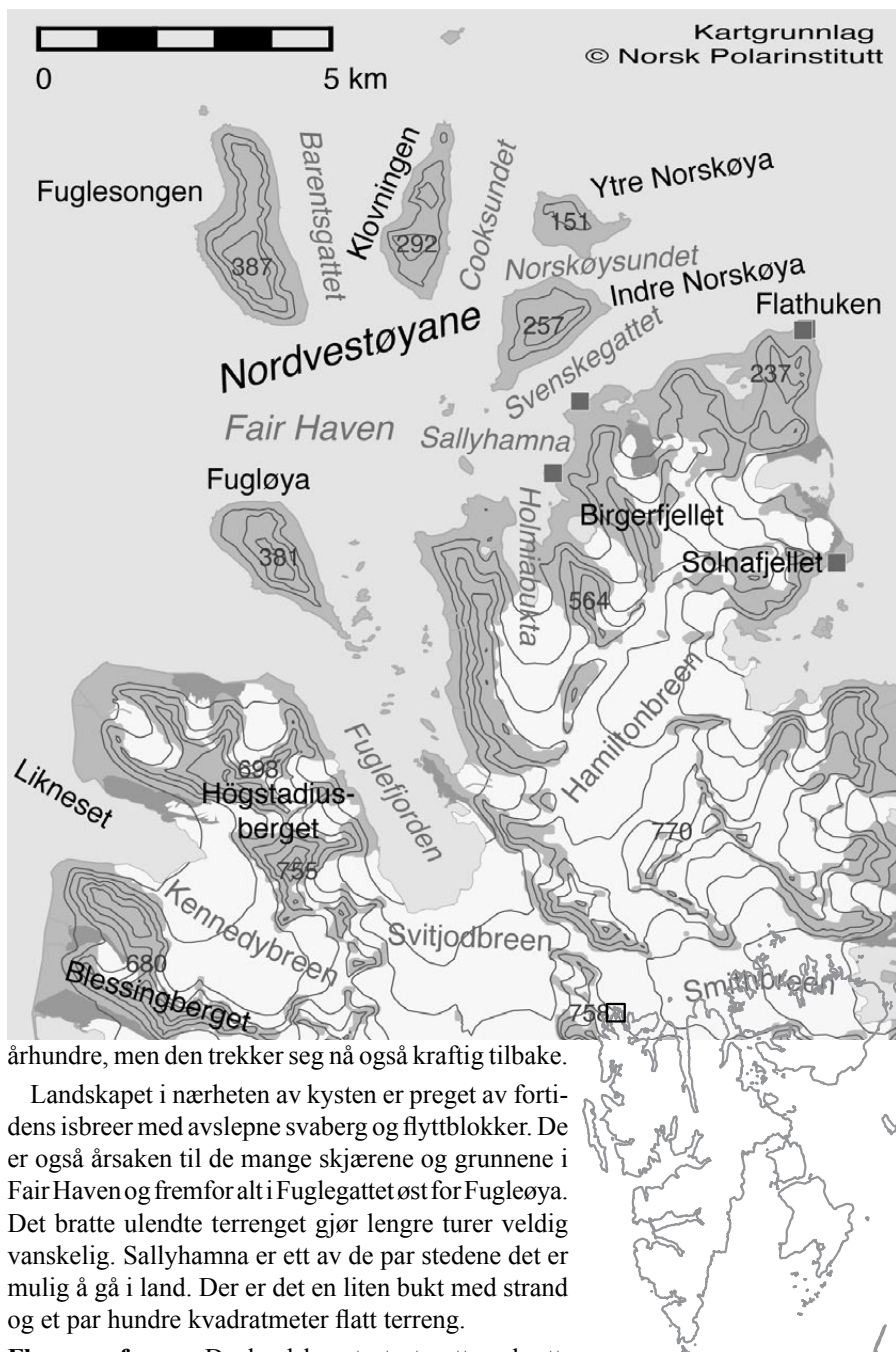 Kartgrunnlag
© Norsk Polarinstitutt
0 5 km
Fuglesongen
387
Barentsgattet
Klovningen
292
Cooksundet
Ytre Norskøya
151
Norskøysundet
Indre Norskøya
257
Flathuken
237
Nordvestøyane
Svenskegattet
Fair Haven
Sallyhamna
Fugløya
381
Holmiabukta
Birgerfjellet
Solnafjellet
564
Hamiltonbreen
Fuglefjorden
Likneset
693
Högstadius-
berget
755
770
Kennedybreen
Svitjodbreen
680
Blessingberget
Smithbreen
758
århundre, men den trekker seg nå også kraftig tilbake.
Landskapet i nærheten av kysten er preget av forti-
dens isbreer med avslepne svaberg og flyttblokker. De
er også årsaken til de mange skjærene og grunnene i
Fair Haven og fremfor alt i Fuglegattet øst for Fugleøya.
Det bratte ulendte terrenget gjør lengre turer veldig
vanskelig. Sallyhamna er ett av de par stedene det er
mulig å gå i land. Der er det en liten bukt med strand
og et par hundre kvadratmeter flatt terreng.